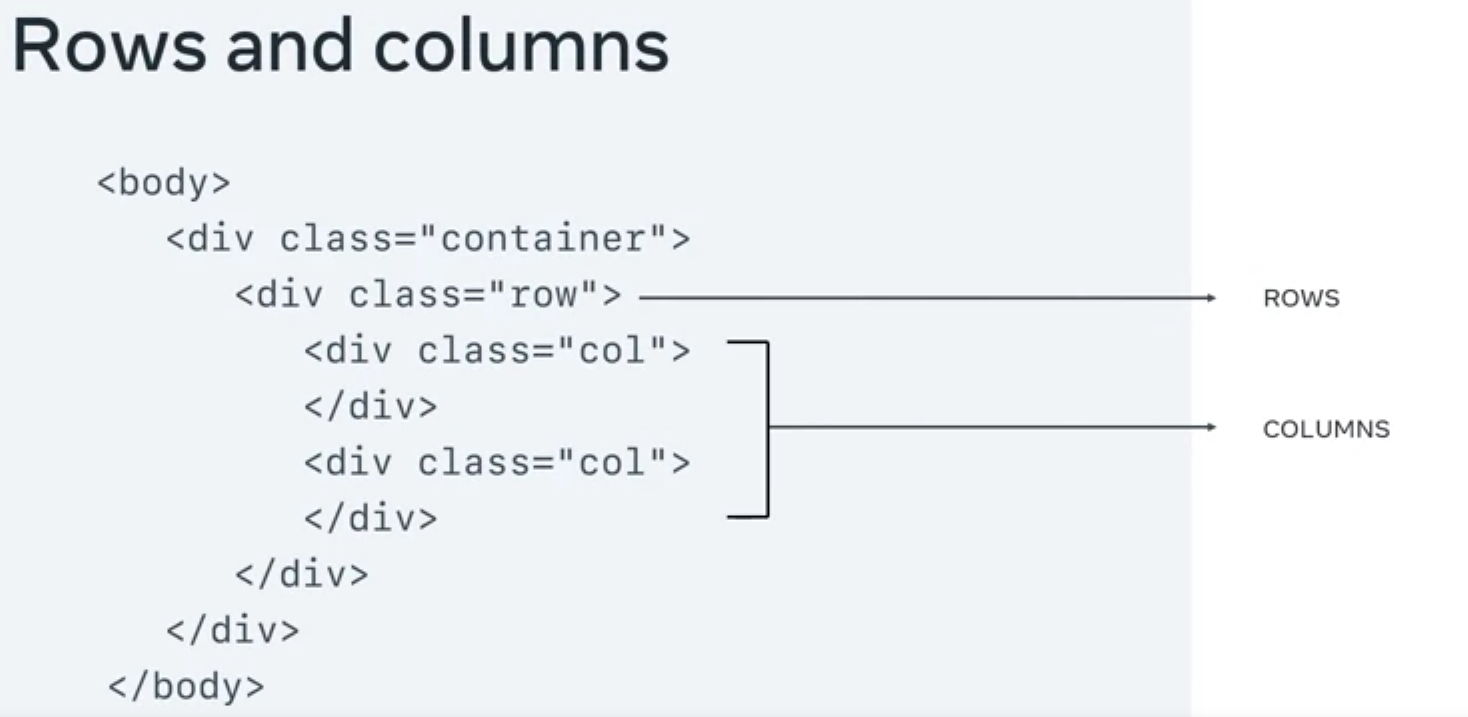 Rows and columns
<body>
<div class="container">
<div class="row">
ROWS
<div class="col">
</div>
COLUMNS
<div class="col">
</div>
</div>
</div>
</body>